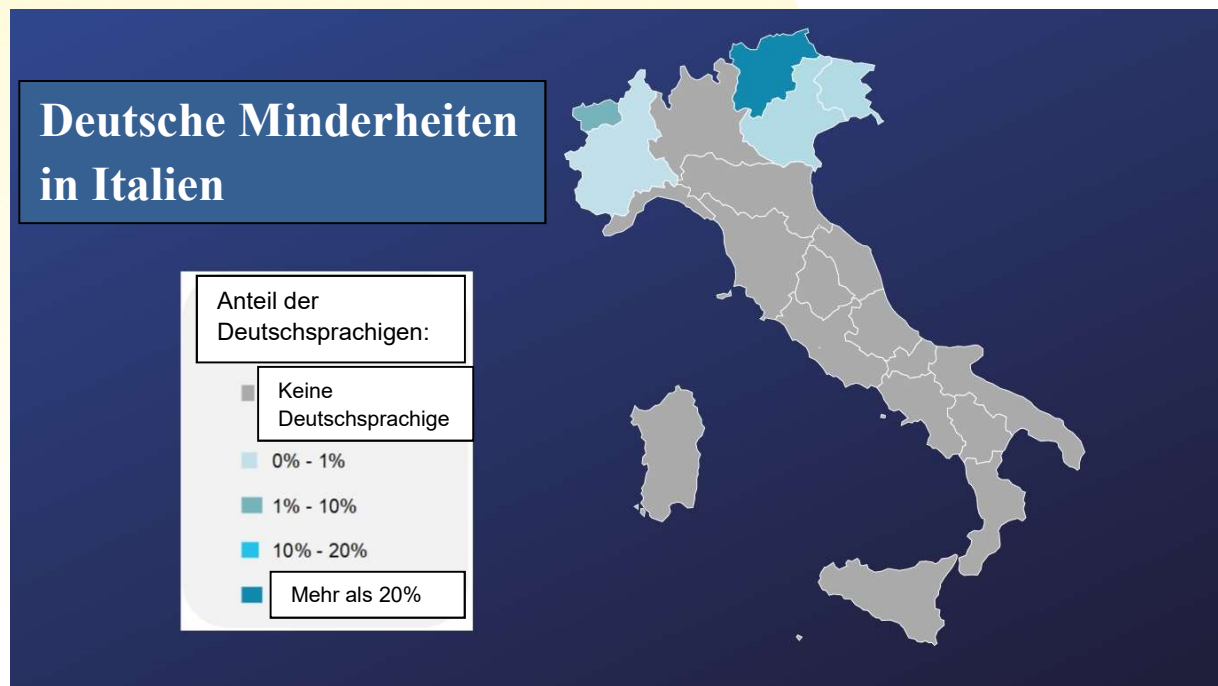 Deutsche Minderheiten
in Italien
Anteil der
Deutschsprachigen:
Keine
Deutschsprachige
0% - 1%
1% - 10%
10% - 20%
Mehr als 20%